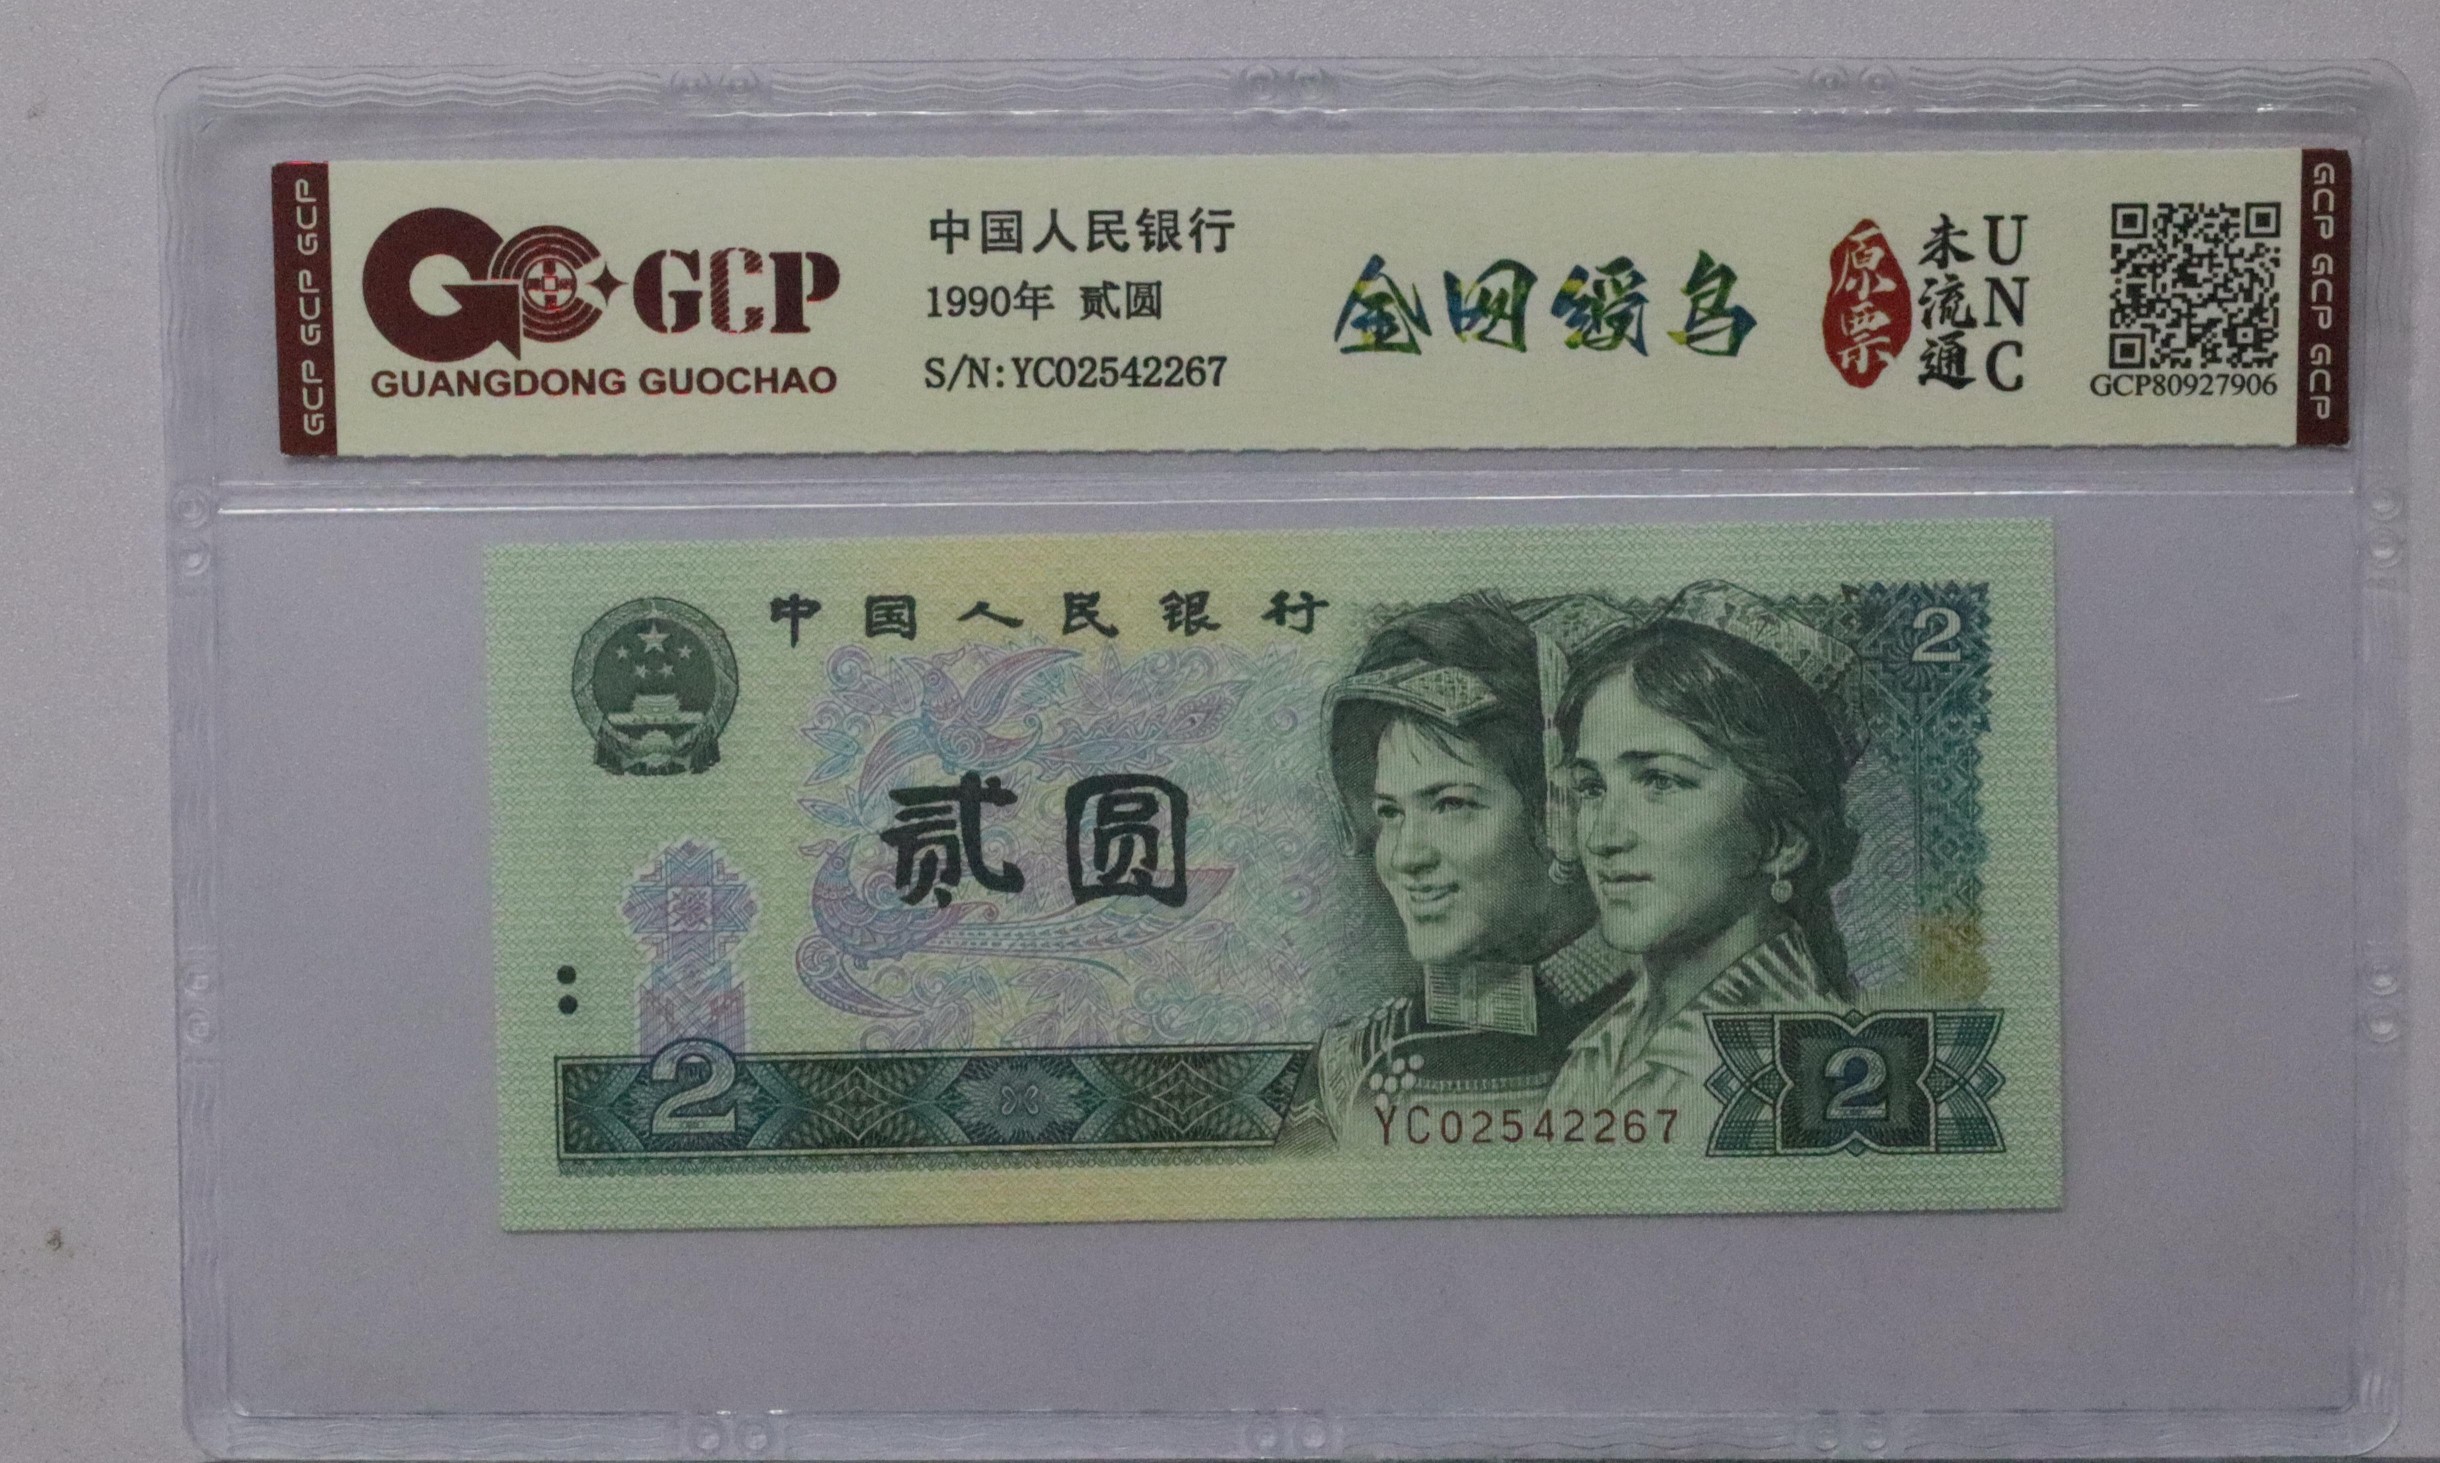 GCP GCP GCP
GCP
GUANGDONG GUOCHAO
中国人民银行
1990年 贰圆
S/N:YC02542267
金网绶鸟
原票
未流通
UNC
GCP80927906
GCP GCP GCP
中国人民银行
2
贰圆
2
YC02542267
2